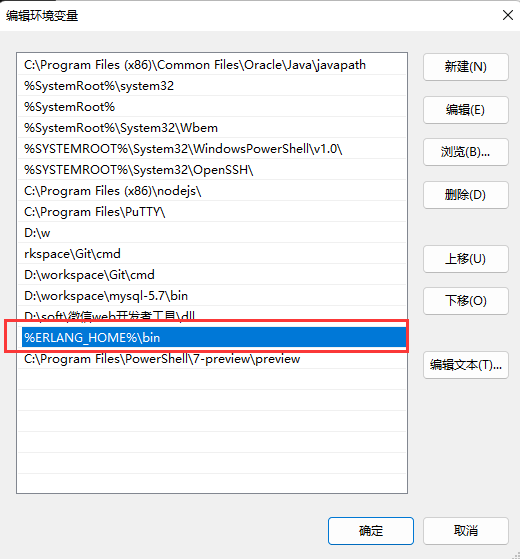 编辑环境变量
C:\Program Files (x86)\Common Files\Oracle\Java\javapath
%SystemRoot%\system32
%SystemRoot%
%SystemRoot%\System32\Wbem
%SYSTEMROOT%\System32\WindowsPowerShell\v1.0\
%SYSTEMROOT%\System32\OpenSSH\
C:\Program Files (x86)\nodejs\
C:\Program Files\PuTTY\
D:\w
rkspace\Git\cmd
D:\workspace\Git\cmd
D:\workspace\mysql-5.7\bin
D:\soft\微信web开发者工具\dll
%ERLANG_HOME%\bin
C:\Program Files\PowerShell\7-preview\preview
新建(N)
编辑(E)
浏览(B)...
删除(D)
上移(U)
下移(O)
编辑文本(T)...
确定
取消